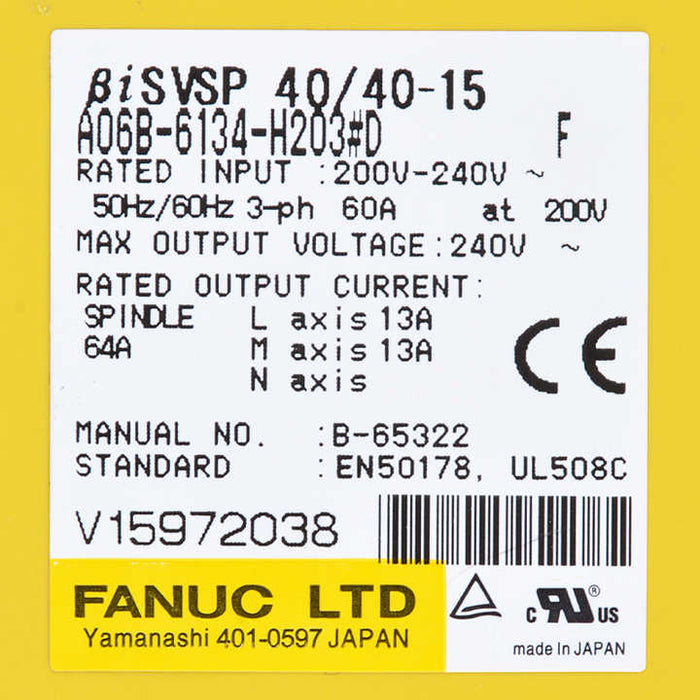 βiSVSP 40/40-15
A06B-6134-H203#D F
RATED INPUT :200V-240V ~
50Hz/60Hz 3-ph 60A at 200V
MAX OUTPUT VOLTAGE:240V ~
RATED OUTPUT CURRENT:
SPINDLE L axis 13A
64A M axis 13A
N axis
MANUAL NO. :B-65322
STANDARD :EN50178, UL508C
CE
V15972038
FANUC LTD
Yamanashi 401-0597 JAPAN
c RU ® US
made in JAPAN